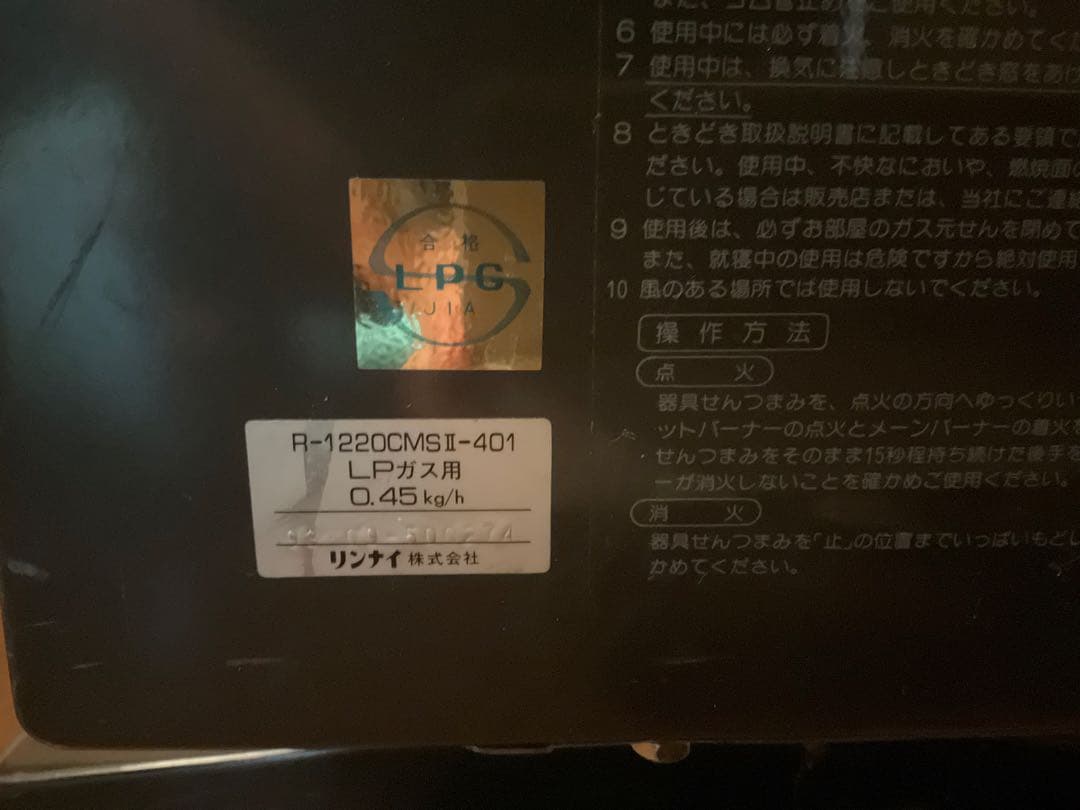 合格
LPG
JIA
R-1220CMSⅡ-401
LPガス用
0.45kg/h
リンナイ株式会社
また、ゴム管止め
に使用ください。
6 使用中には必ず着火、消火を確かめてくだ
7 使用中は、換気に注意しときどき窓をあけ
ください。
8 ときどき取扱説明書に記載してある要領で
ださい。使用中、不快なにおいや、燃焼面の
じている場合は販売店または、当社にご連絡
9 使用後は、必ずお部屋のガス元せんを閉めて
また、就寝中の使用は危険ですから絶対使用
10 風のある場所では使用しないでください。
操作方法
点火
器具せんつまみを、点火の方向へゆっくりい
ットバーナーの点火とメーンバーナーの着火を
せんつまみをそのまま15秒程持ち続けた後手を
ーが消火しないことを確かめご使用ください。
消火
器具せんつまみを「止」の位置までいっぱいもどし
かめてください。